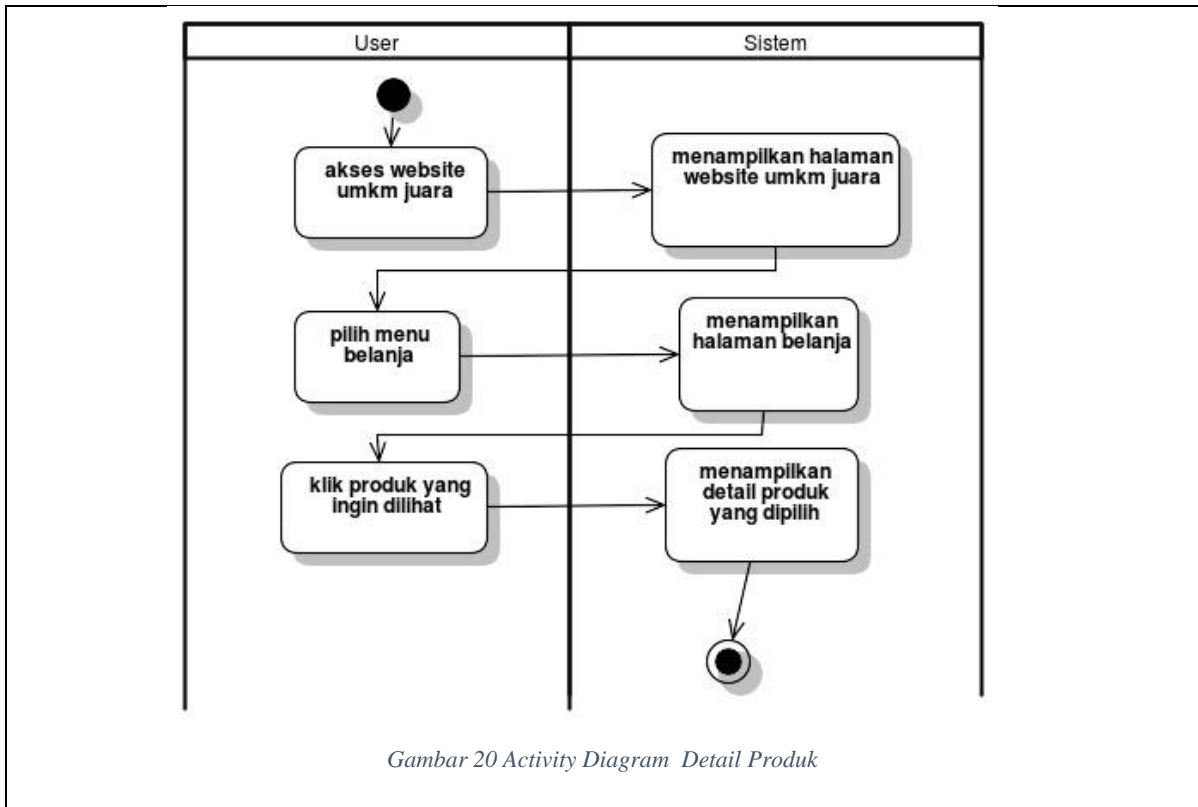 User
Sistem
akses website
umkm juara
menampilkan halaman
website umkm juara
pilih menu
belanja
menampilkan
halaman belanja
klik produk yang
ingin dilihat
menampilkan
detail produk
yang dipilih
Gambar 20 Activity Diagram  Detail Produk